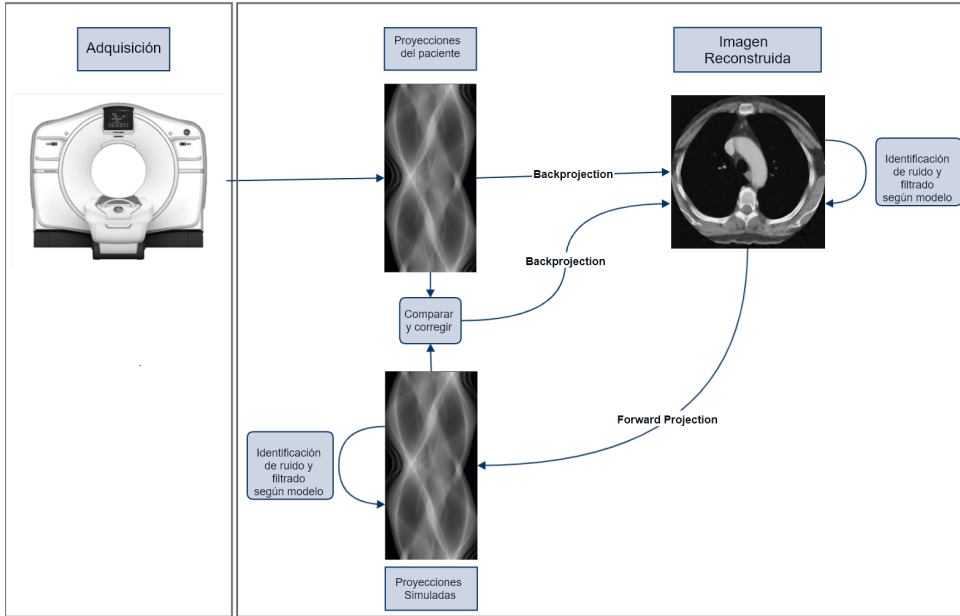 Adquisición
Proyecciones
del paciente
Imagen
Reconstruida
Backprojection
Identificación
de ruido y
filtrado
según modelo
Backprojection
Comparar
y corregir
Forward Projection
Identificación
de ruido y
filtrado
según modelo
Proyecciones
Simuladas